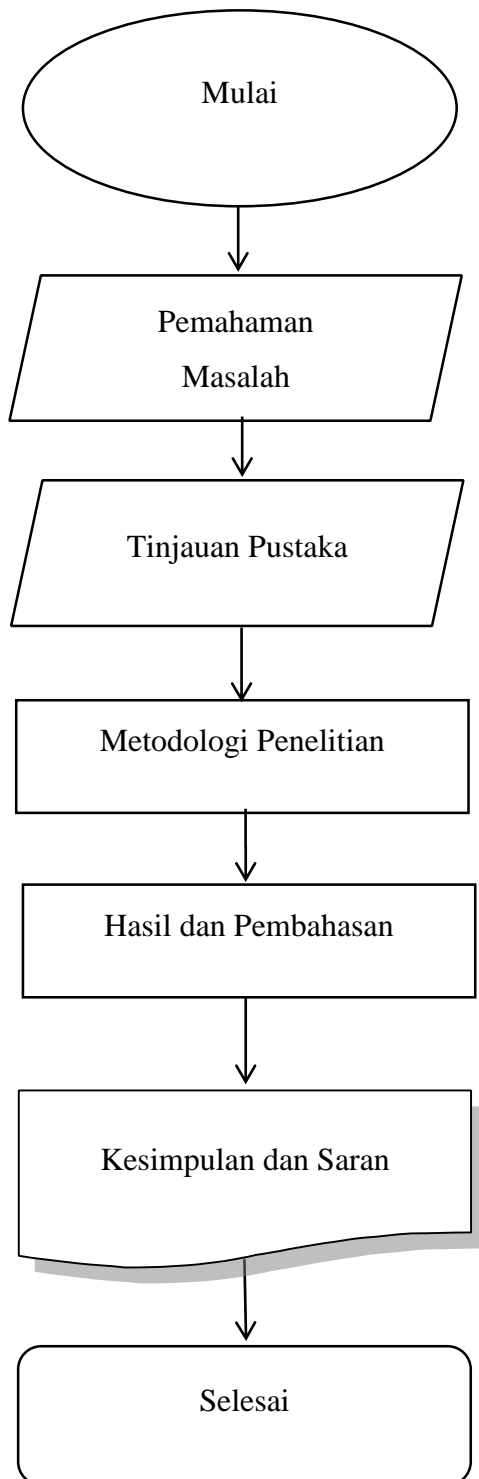 Mulai
Pemahaman
Masalah
Tinjauan Pustaka
Metodologi Penelitian
Hasil dan Pembahasan
Kesimpulan dan Saran
Selesai